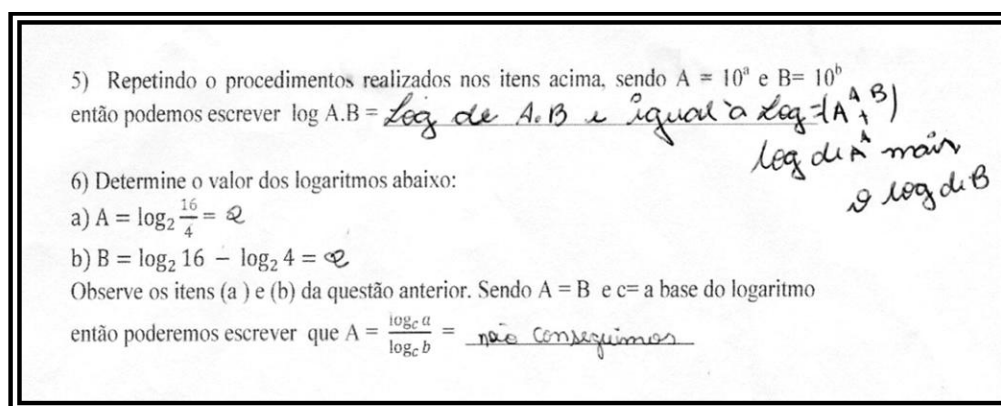 5) Repetindo o procedimentos realizados nos itens acima, sendo A = 10ᵃ e B= 10ᵇ
então podemos escrever log A.B = Log de A.B e igual à Log (A + B)
log de A mais
o log de B
6) Determine o valor dos logaritmos abaixo:
a) A = log₂ 16/4 = 2
b) B = log₂ 16 – log₂ 4 = 2
Observe os itens (a ) e (b) da questão anterior. Sendo A = B e c= a base do logaritmo
então poderemos escrever que A = log_c a / log_c b = não conseguimos